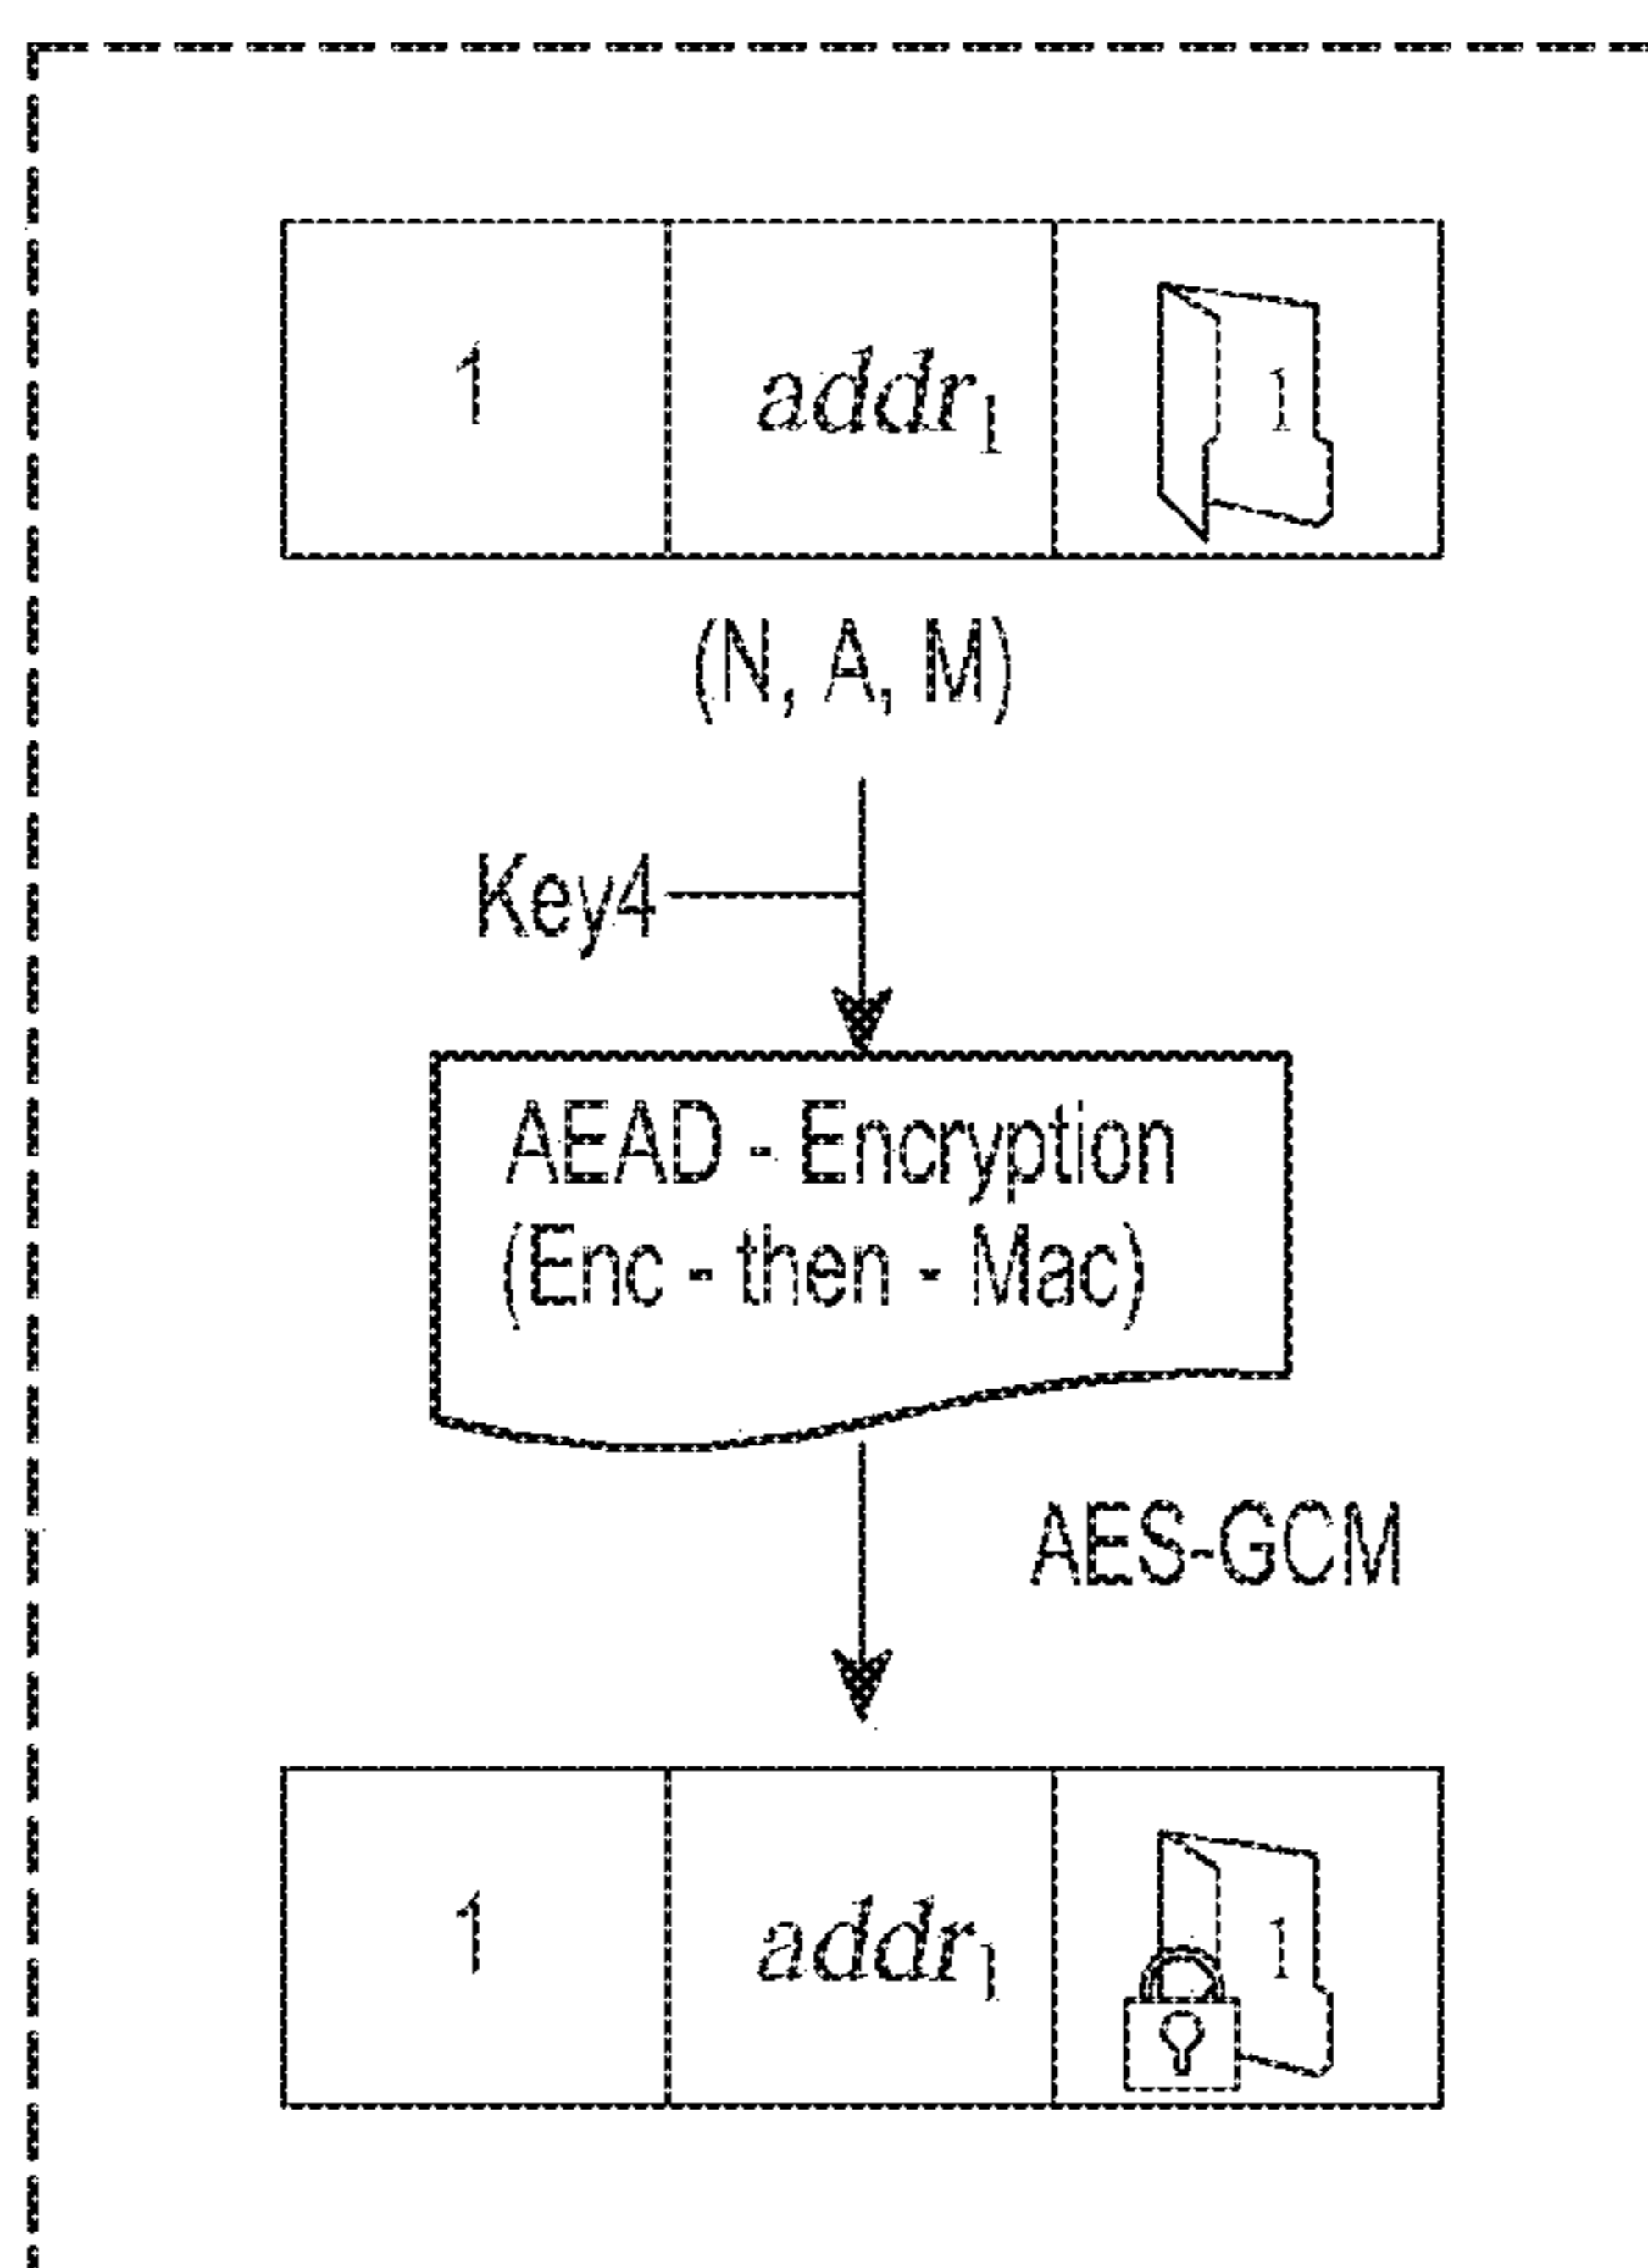 1 addr₁ 1
(N, A, M)
Key4
AEAD - Encryption
(Enc - then - Mac)
AES-GCM
1 addr₁ 1